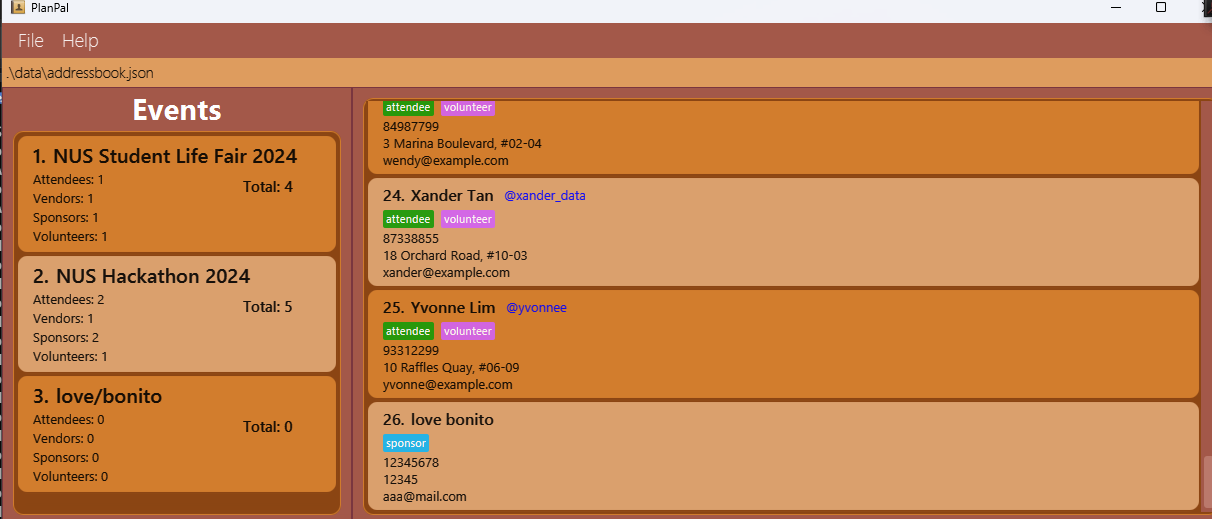 PlanPal
File Help
.\data\addressbook.json
Events
1. NUS Student Life Fair 2024
Attendees: 1
Total: 4
Vendors: 1
Sponsors: 1
Volunteers: 1
2. NUS Hackathon 2024
Attendees: 2
Total: 5
Vendors: 1
Sponsors: 2
Volunteers: 1
3. love/bonito
Attendees: 0
Total: 0
Vendors: 0
Sponsors: 0
Volunteers: 0
attendee volunteer
84987799
3 Marina Boulevard, #02-04
wendy@example.com
24. Xander Tan @xander_data
attendee volunteer
87338855
18 Orchard Road, #10-03
xander@example.com
25. Yvonne Lim @yvonnee
attendee volunteer
93312299
10 Raffles Quay, #06-09
yvonne@example.com
26. love bonito
sponsor
12345678
12345
aaa@mail.com